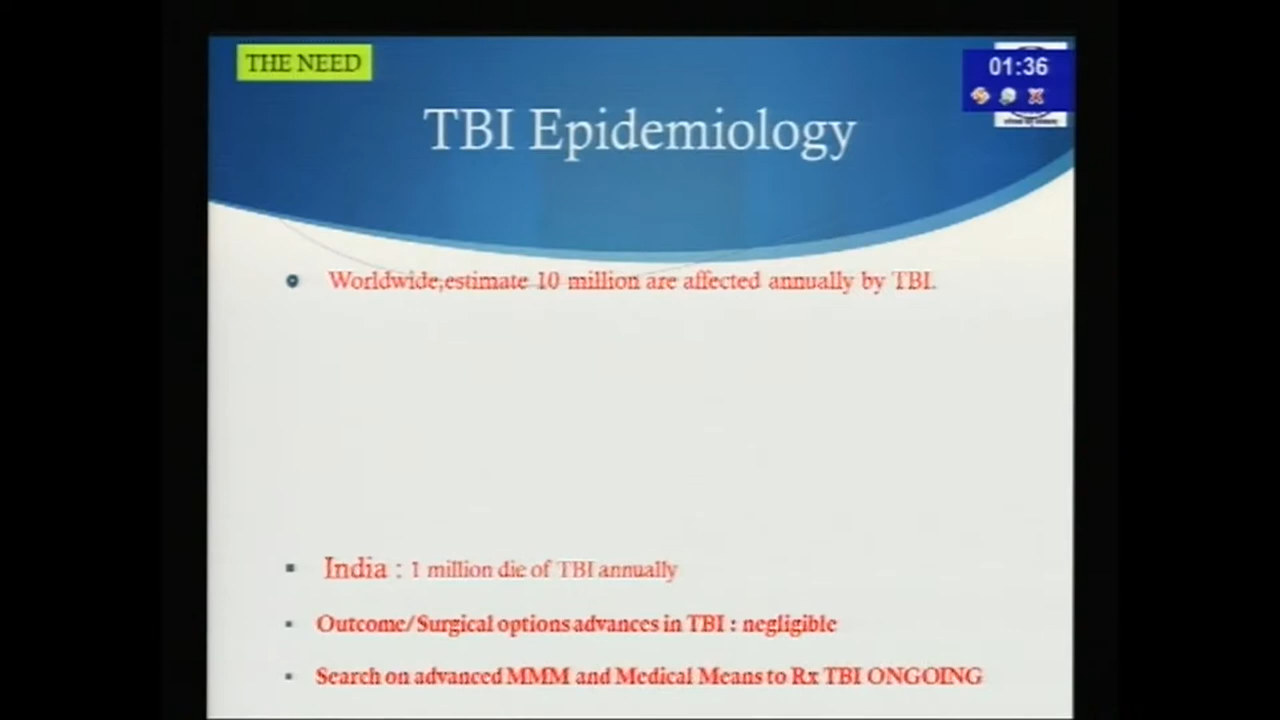 THE NEED
01:36
TBI Epidemiology
Worldwide,estimate 10 million are affected annually by TBI.
India : 1 million die of TBI annually
Outcome/Surgical options advances in TBI : negligible
Search on advanced MMM and Medical Means to Rx TBI ONGOING